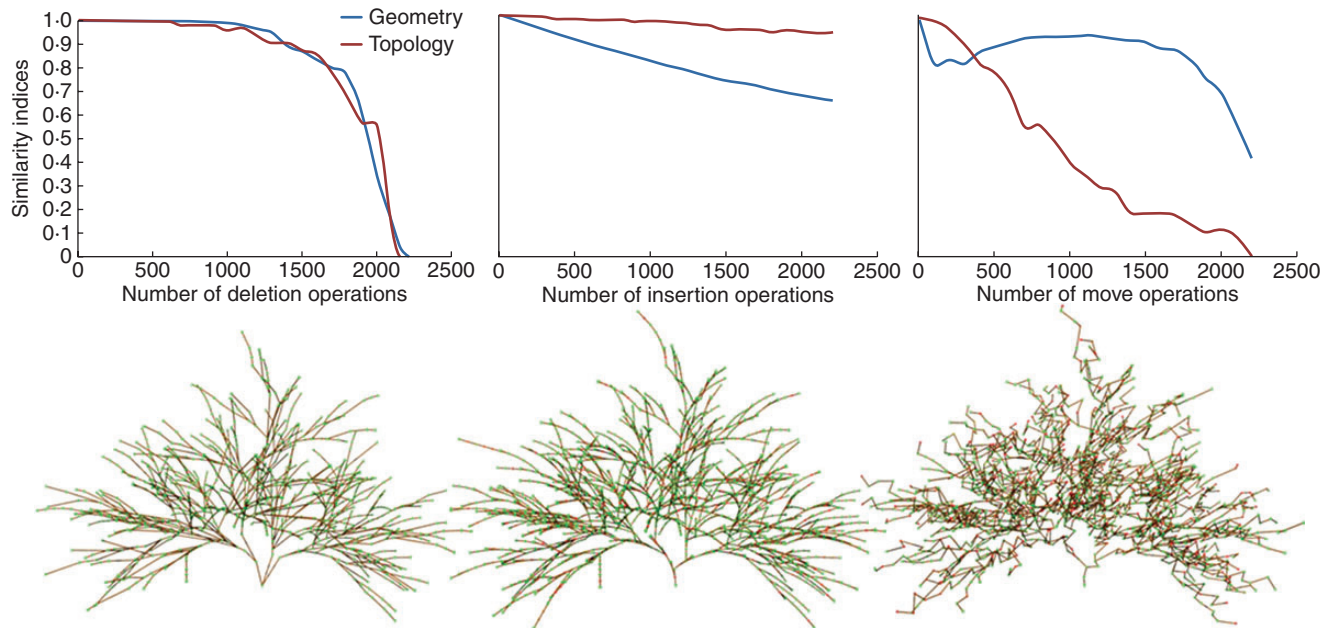 Geometry
Topology
Similarity indices
1·0
0·9
0·8
0·7
0·6
0·5
0·4
0·3
0·2
0·1
0
0 500 1000 1500 2000 2500
Number of deletion operations
0 500 1000 1500 2000 2500
Number of insertion operations
0 500 1000 1500 2000 2500
Number of move operations